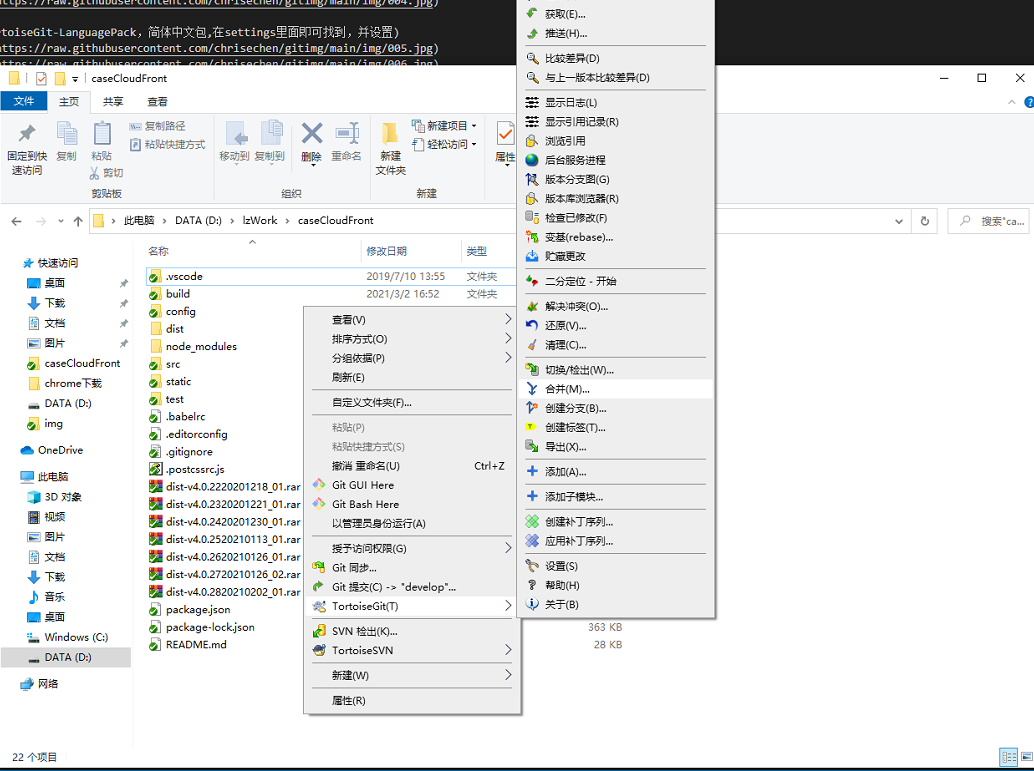 https://raw.githubusercontent.com/chrisechen/gitimg/main/img/004.jpg)
rtoiseGit-LanguagePack，简体中文包,在settings里面即可找到，并设置)
https://raw.githubusercontent.com/chrisechen/gitimg/main/img/005.jpg)
https://raw.githubusercontent.com/chrisechen/gitimg/main/img/006.jpg)
caseCloudFront
文件 主页 共享 查看
固定到快速访问
复制
粘贴
复制路径
粘贴快捷方式
剪切
剪贴板
移动到 复制到 删除 重命名
组织
新建文件夹
新建项目
轻松访问
新建
属性
此电脑 DATA (D:) lzWork caseCloudFront
搜索"ca...
快速访问
桌面
下载
文档
图片
caseCloudFront
chrome下载
DATA (D:)
img
OneDrive
此电脑
3D 对象
视频
图片
文档
下载
音乐
桌面
Windows (C:)
DATA (D:)
网络
名称 修改日期 类型
.vscode 2019/7/10 13:55 文件夹
build 2021/3/2 16:52 文件夹
config
dist
node_modules
src
static
test
.babelrc
.editorconfig
.gitignore
.postcssrc.js
dist-v4.0.2220201218_01.rar
dist-v4.0.2320201221_01.rar
dist-v4.0.2420201230_01.rar
dist-v4.0.2520210113_01.rar
dist-v4.0.2620210126_01.rar
dist-v4.0.2720210126_02.rar
dist-v4.0.2820210202_01.rar
package.json
package-lock.json 363 KB
README.md 28 KB
查看(V)
排序方式(O)
分组依据(P)
刷新(E)
自定义文件夹(F)...
粘贴(P)
粘贴快捷方式(S)
撤消 重命名(U) Ctrl+Z
Git GUI Here
Git Bash Here
以管理员身份运行(A)
授予访问权限(G)
Git 同步...
Git 提交(C) -> "develop"...
TortoiseGit(T)
SVN 检出(K)...
TortoiseSVN
新建(W)
属性(R)
获取(E)...
推送(H)...
比较差异(D)
与上一版本比较差异(D)
显示日志(L)
显示引用记录(R)
浏览引用
后台服务进程
版本分支图(G)
版本库浏览器(R)
检查已修改(F)
变基(rebase)...
贮藏更改
二分定位 - 开始
解决冲突(O)...
还原(V)...
清理(C)...
切换/检出(W)...
合并(M)...
创建分支(B)...
创建标签(T)...
导出(X)...
添加(A)...
添加子模块...
创建补丁序列...
应用补丁序列...
设置(S)
帮助(H)
关于(B)
22 个项目